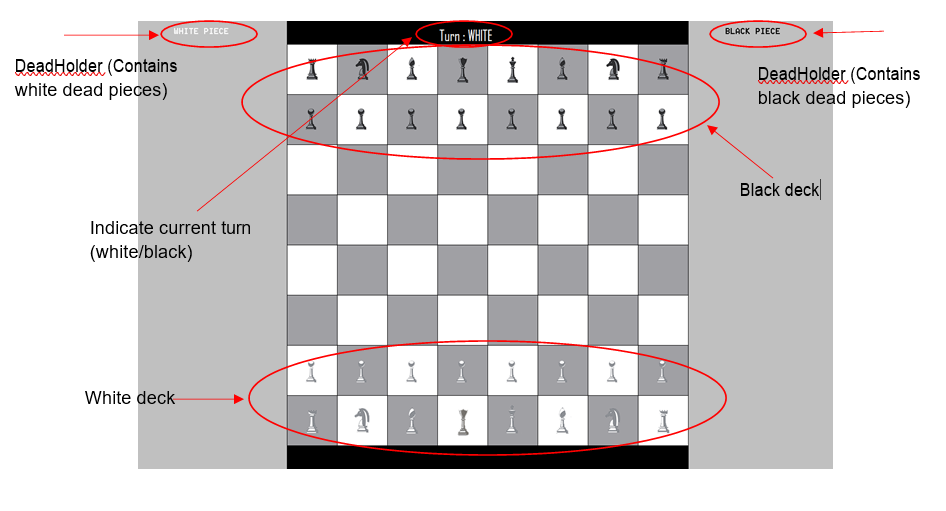 WHITE PIECE
Turn : WHITE
BLACK PIECE
DeadHolder (Contains
white dead pieces)
DeadHolder (Contains
black dead pieces)
Black deck
Indicate current turn
(white/black)
White deck